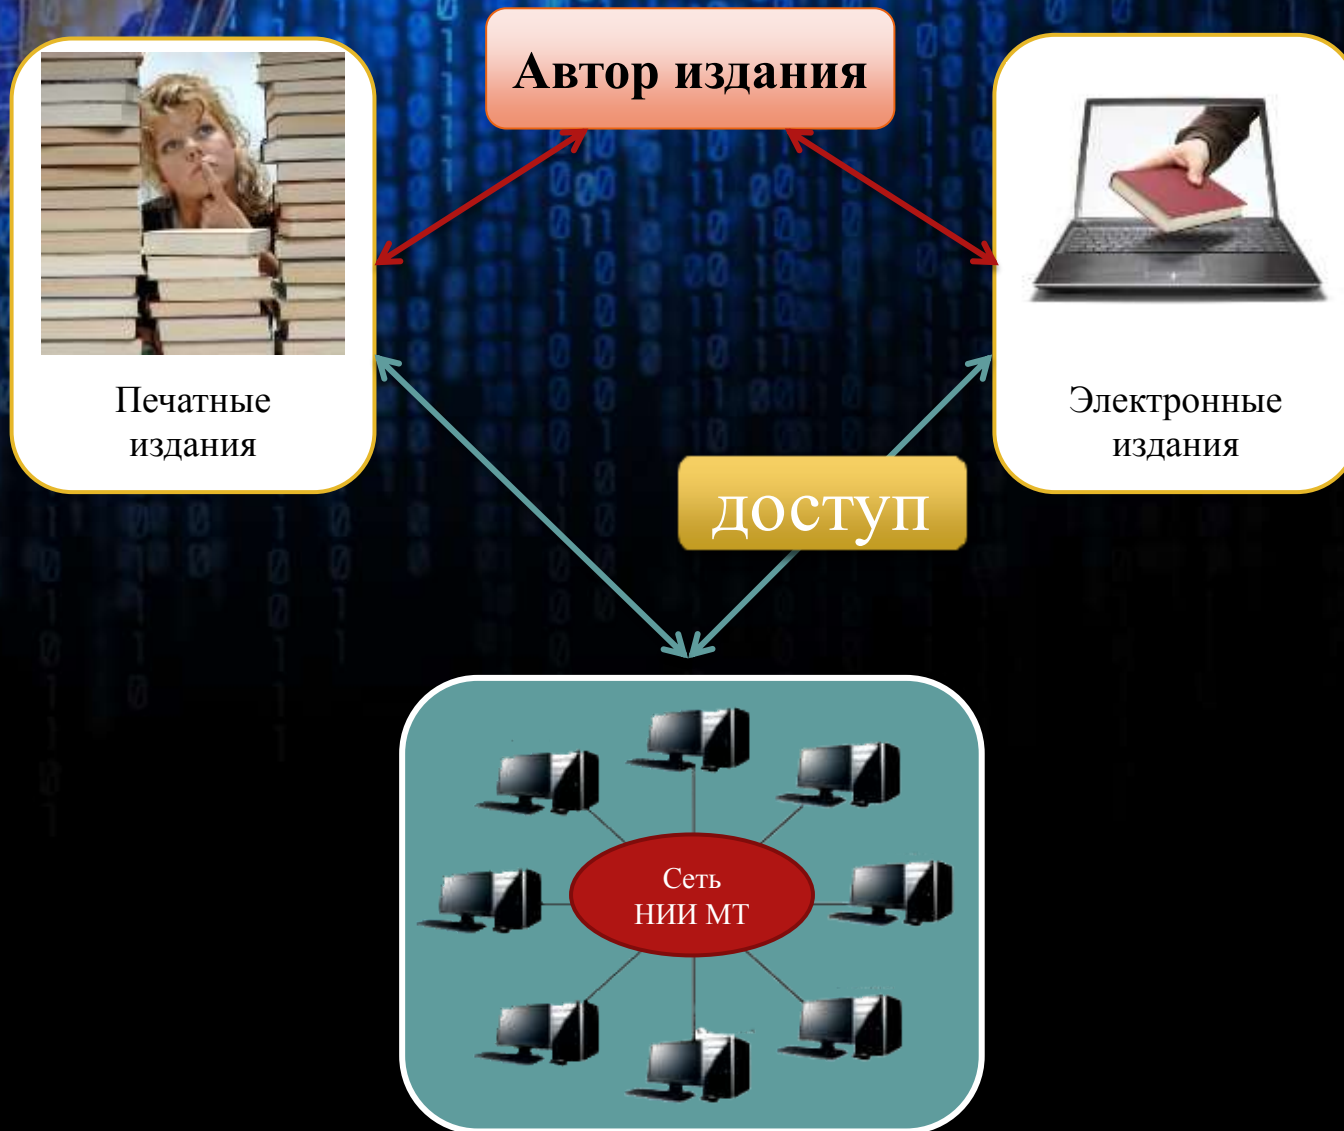 Автор издания
Печатные
издания
Электронные
издания
доступ
Сеть
НИИ МТ